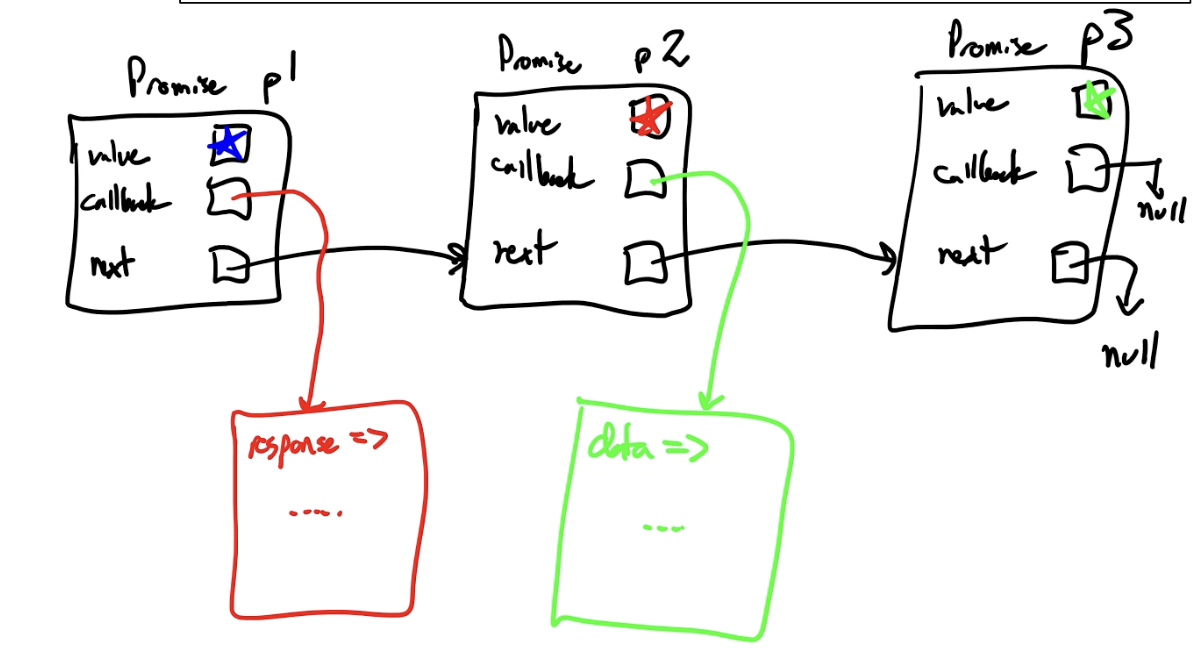 Promise p1
value
callback
next
Promise p2
value
callback
next
Promise p3
value
callback
null
next
null
response =>
.....
data =>
---